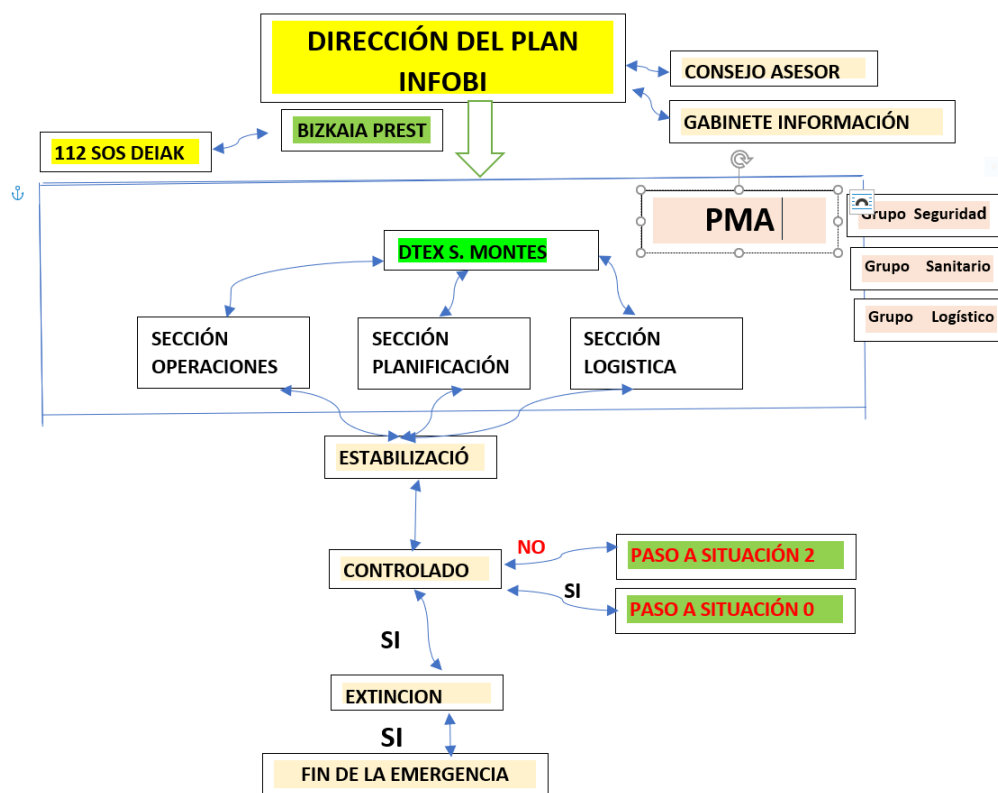 DIRECCIÓN DEL PLAN
INFOBI
CONSEJO ASESOR
GABINETE INFORMACIÓN
BIZKAIA PREST
112 SOS DEIAK
PMA
Grupo Seguridad
Grupo Sanitario
Grupo Logístico
DTEX S. MONTES
SECCIÓN
OPERACIONES
SECCIÓN
PLANIFICACIÓN
SECCIÓN
LOGISTICA
ESTABILIZACIÓ
CONTROLADO
NO
PASO A SITUACIÓN 2
SI
PASO A SITUACIÓN 0
SI
EXTINCION
SI
FIN DE LA EMERGENCIA